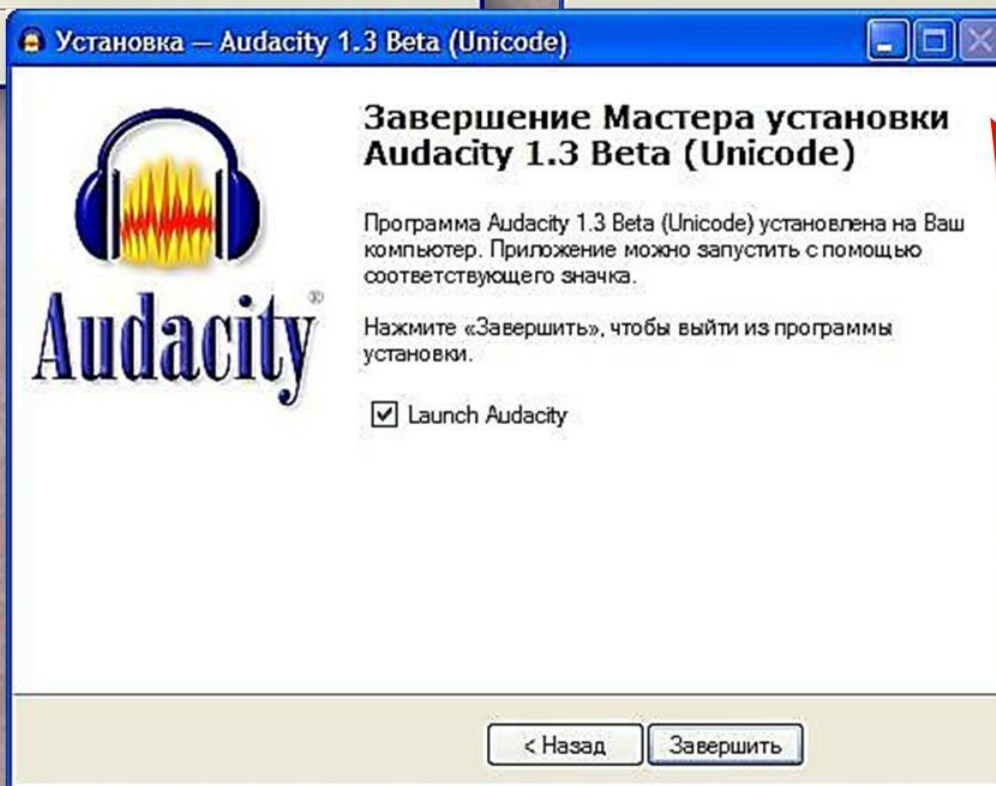 Установка — Audacity 1.3 Beta (Unicode)
Завершение Мастера установки
Audacity 1.3 Beta (Unicode)
Программа Audacity 1.3 Beta (Unicode) установлена на Ваш
компьютер. Приложение можно запустить с помощью
соответствующего значка.
Нажмите «Завершить», чтобы выйти из программы
установки.
Launch Audacity
Audacity®
< Назад
Завершить